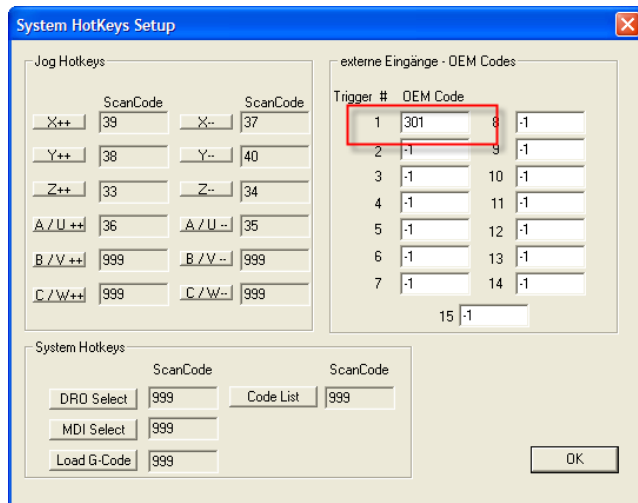 System HotKeys Setup
Jog Hotkeys
ScanCode ScanCode
X++ 39 X-- 37
Y++ 38 Y-- 40
Z++ 33 Z-- 34
A / U ++ 36 A / U -- 35
B / V ++ 999 B / V -- 999
C / W++ 999 C / W-- 999
externe Eingänge - OEM Codes
Trigger # OEM Code
1 301 8 -1
2 -1 9 -1
3 -1 10 -1
4 -1 11 -1
5 -1 12 -1
6 -1 13 -1
7 -1 14 -1
15 -1
System Hotkeys
ScanCode ScanCode
DRO Select 999 Code List 999
MDI Select 999
Load G-Code 999
OK